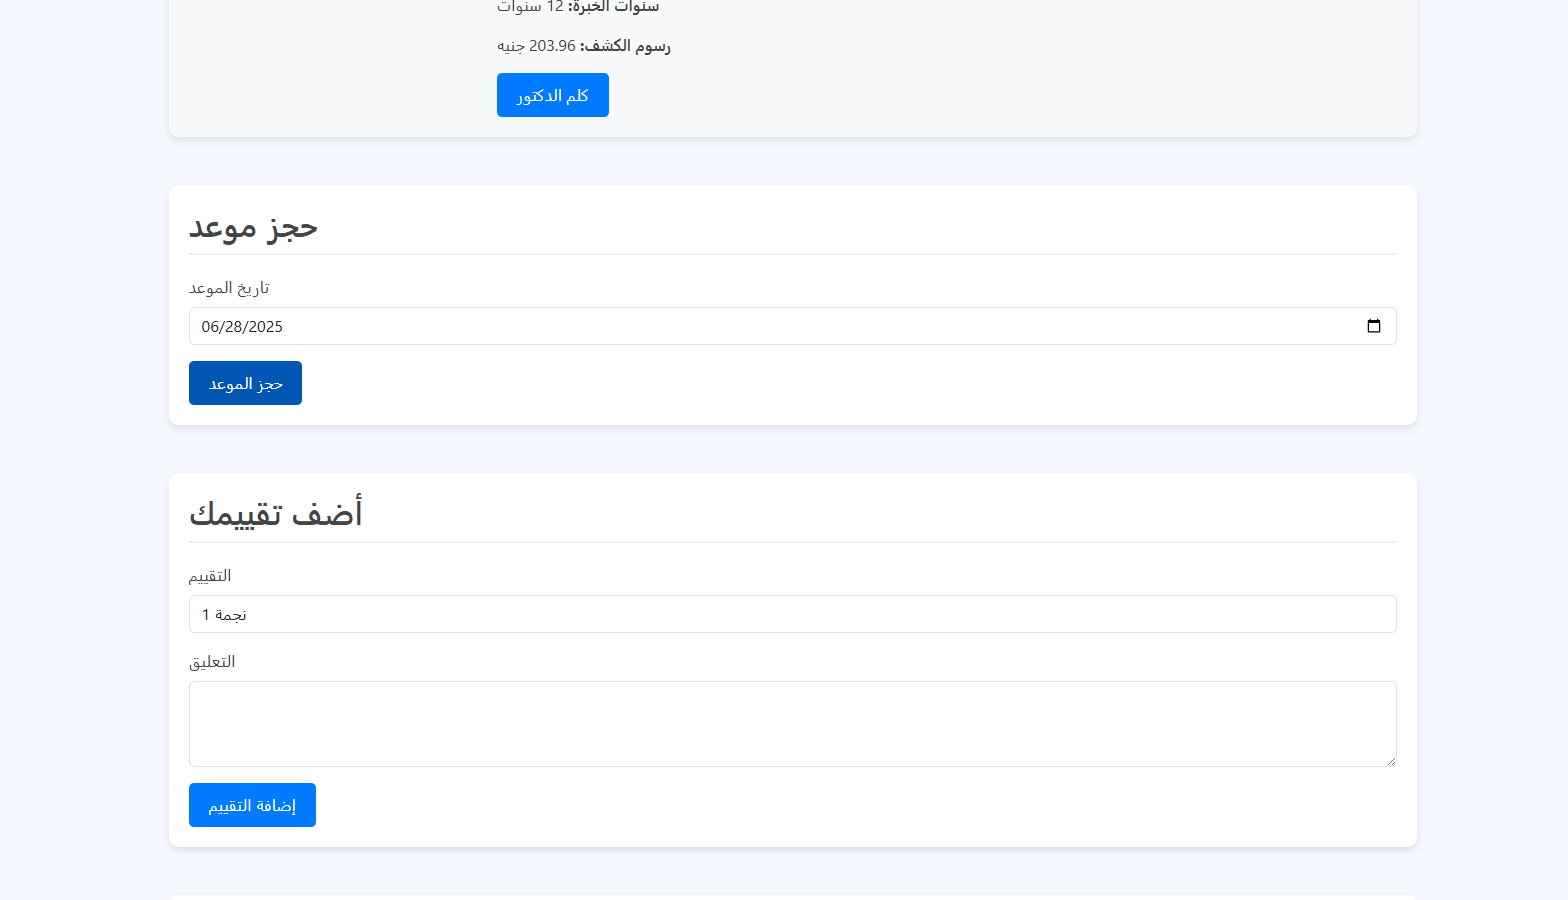 سنوات الخبرة: 12 سنوات
رسوم الكشف: 203.96 جنيه
كلم الدكتور
حجز موعد
تاريخ الموعد
06/28/2025
حجز الموعد
أضف تقييمك
التقييم
1 نجمة
التعليق
إضافة التقييم